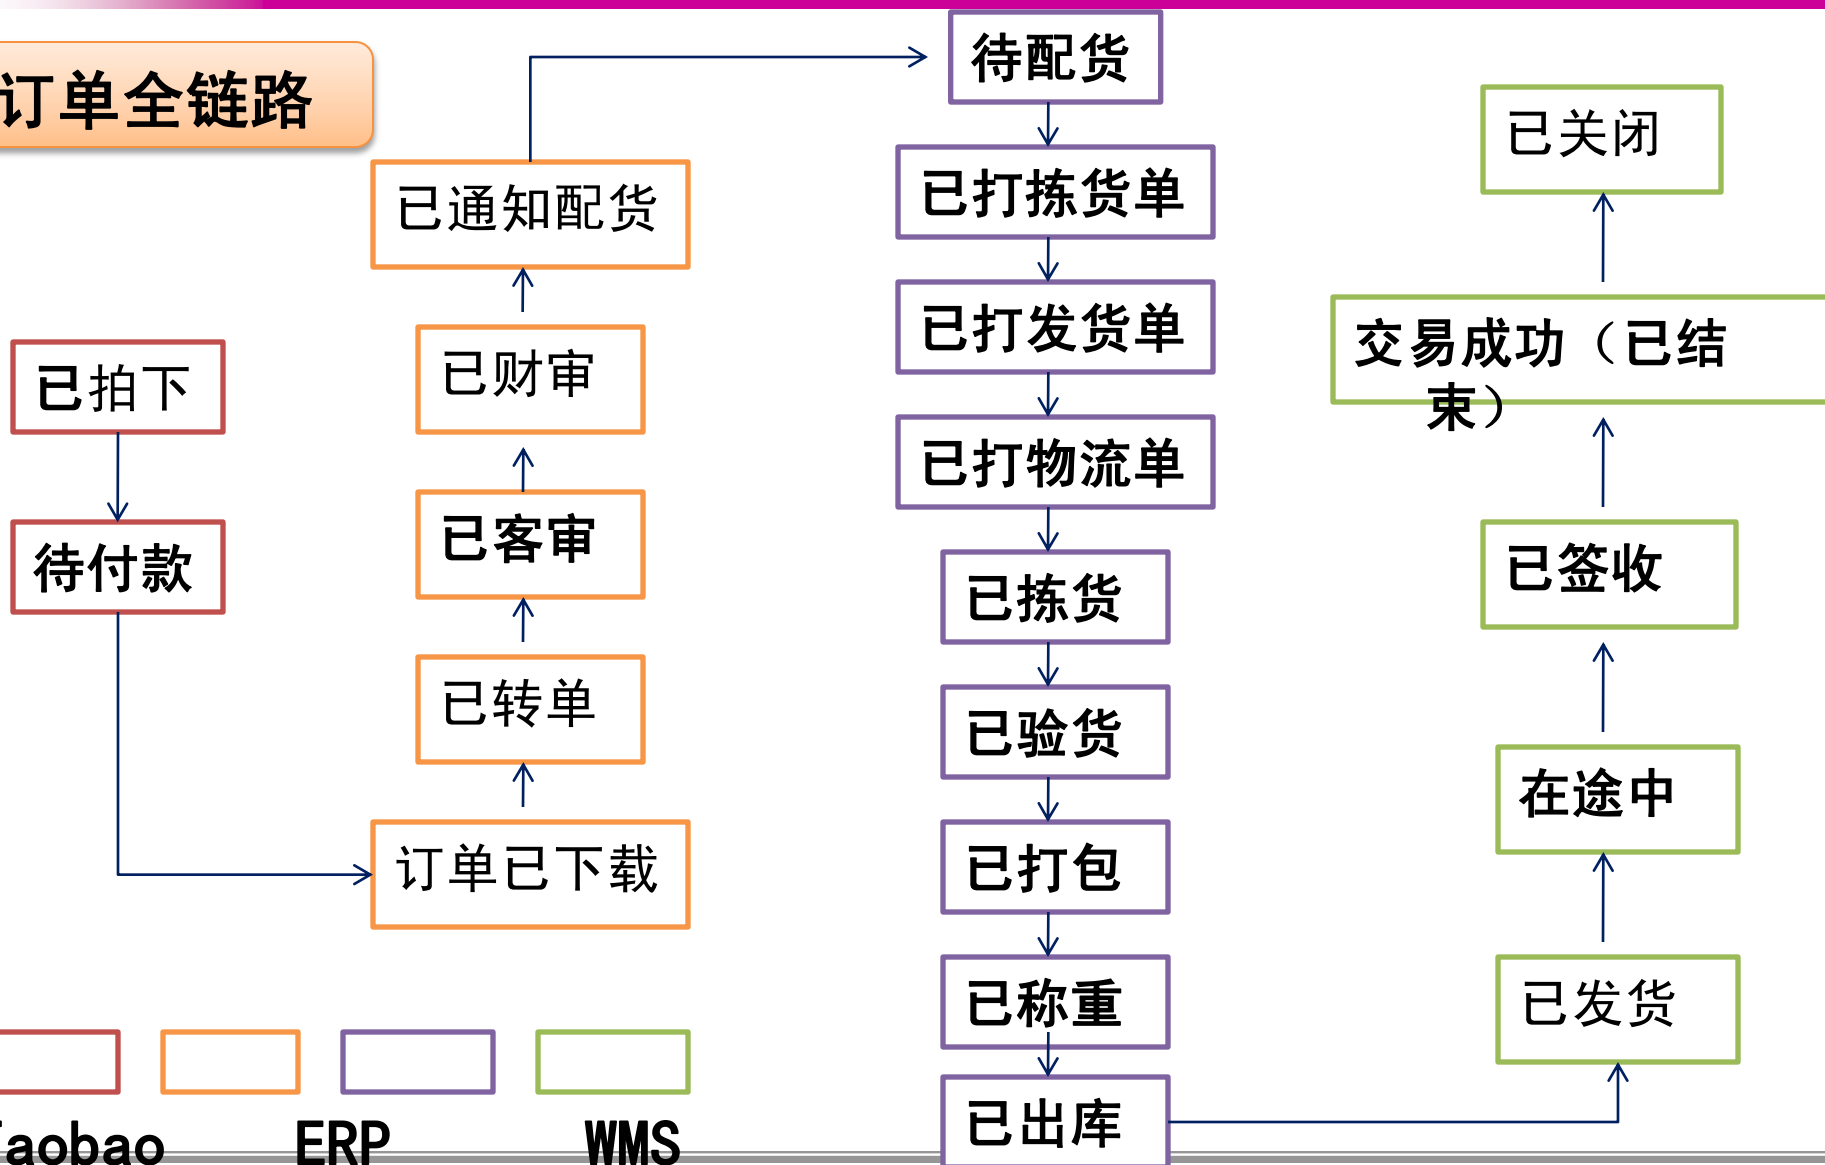 订单全链路
已拍下
待付款
订单已下载
已转单
已客审
已财审
已通知配货
待配货
已打拣货单
已打发货单
已打物流单
已拣货
已验货
已打包
已称重
已出库
已发货
在途中
已签收
交易成功（已结
束）
已关闭
Taobao
ERP
WMS